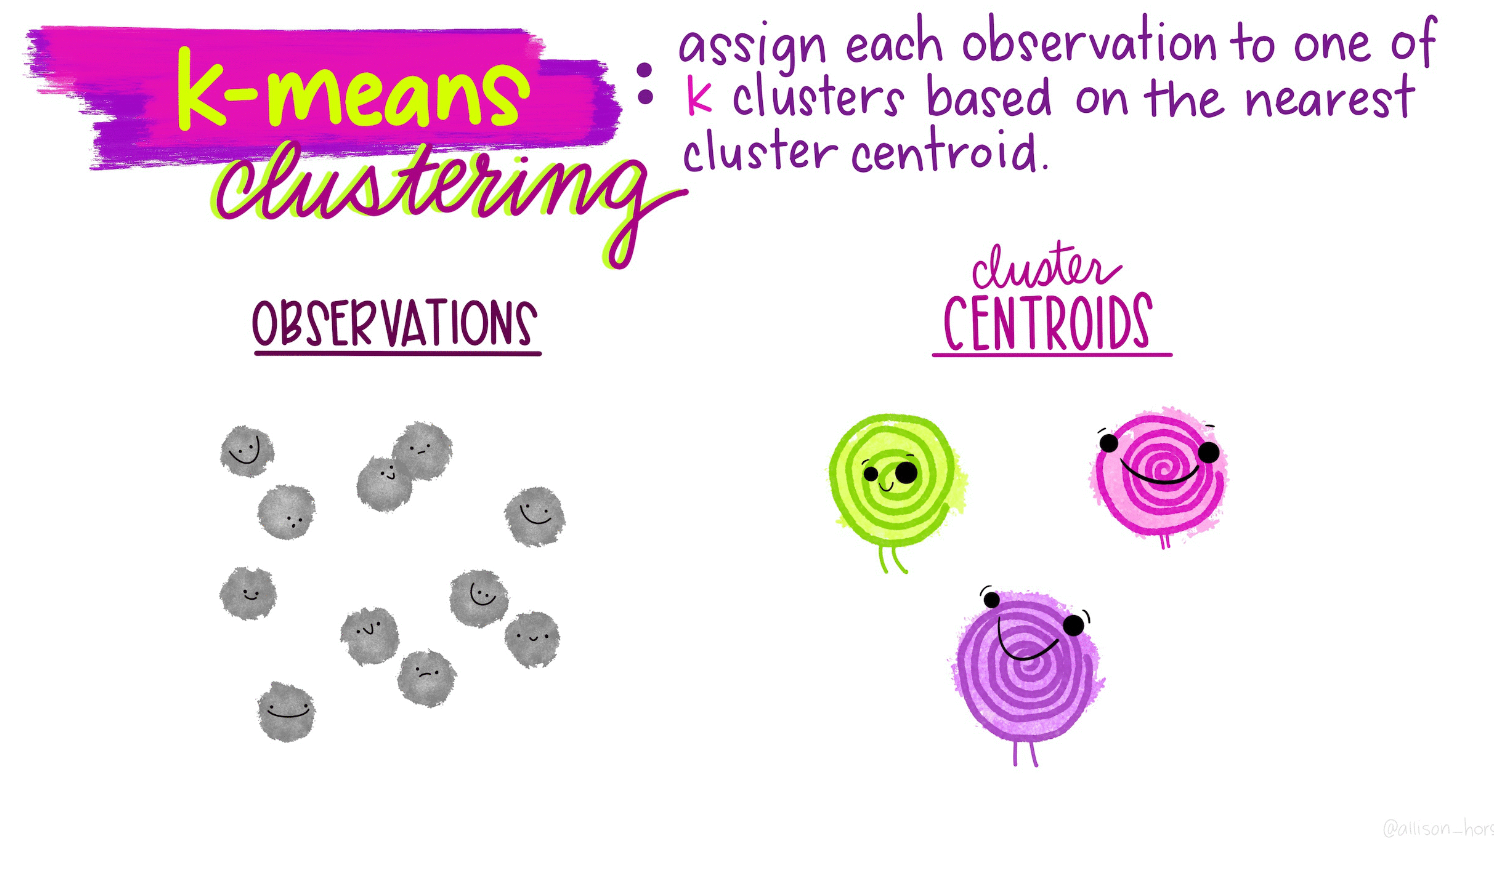 k-means
clustering
:
assign each observation to one of
k clusters based on the nearest
cluster centroid.
OBSERVATIONS
cluster
CENTROIDS
@allison_hors